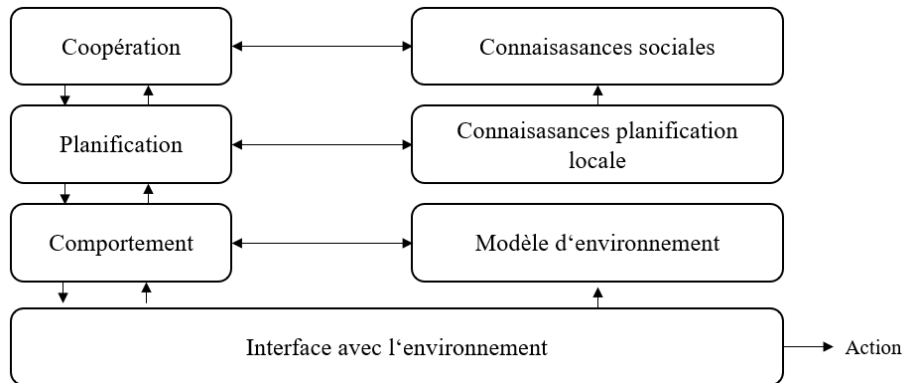 Coopération
Connaisasances sociales
Planification
Connaisasances planification
locale
Comportement
Modèle d‘environnement
Interface avec l‘environnement
Action